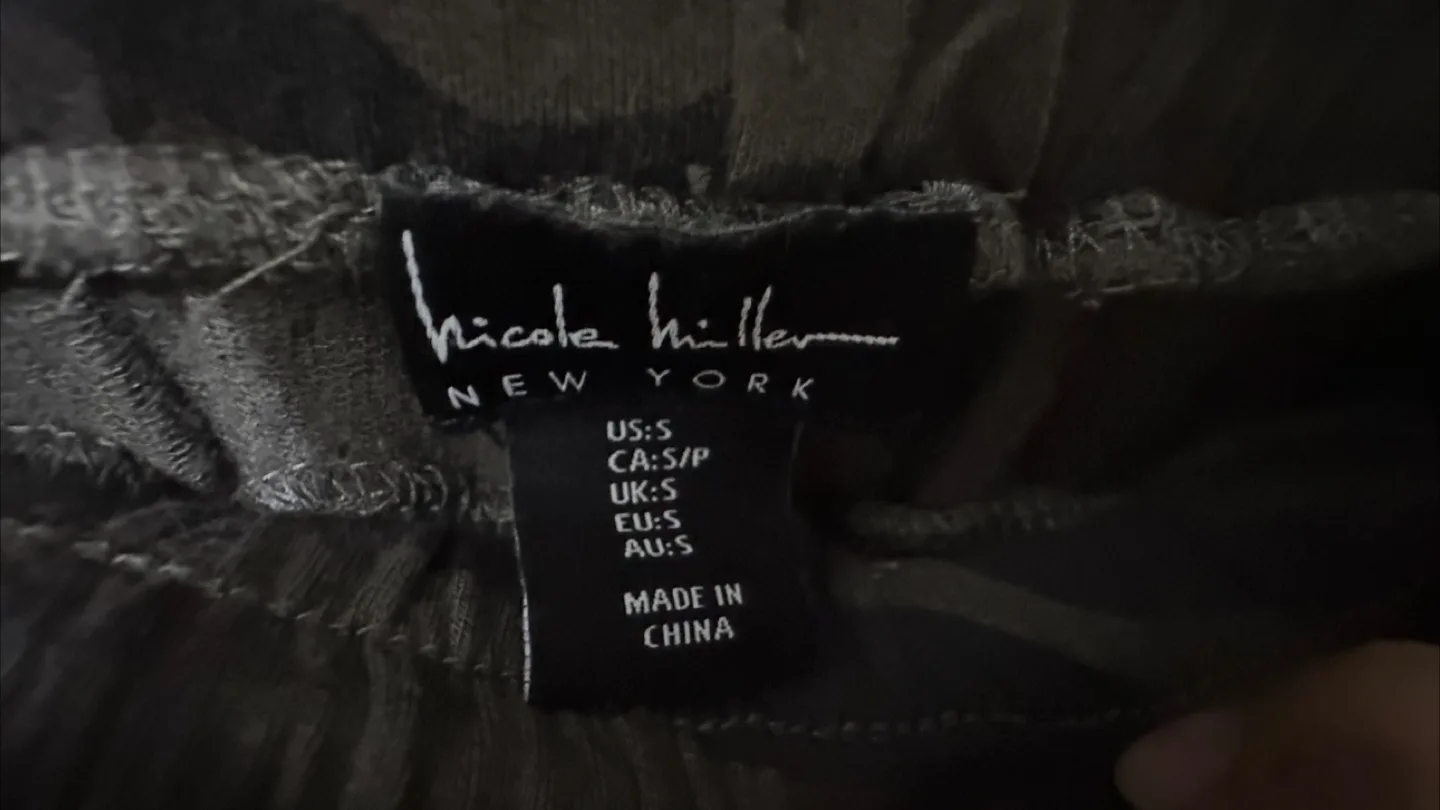 nicole miller
NEW YORK
US:S
CA:S/P
UK:S
EU:S
AU:S
MADE IN
CHINA